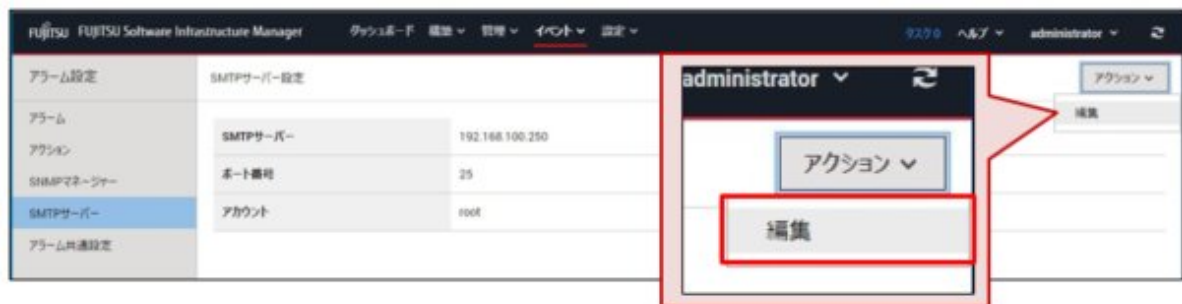 FUJITSU FUJITSU Software Infrastructure Manager ダッシュボード 構築 管理 イベント 設定 タスク 0 ヘルプ administrator
アラーム設定
アラーム
アクション
SNMPマネージャー
SMTPサーバー
アラーム共通設定
SMTPサーバー設定
SMTPサーバー 192.168.100.250
ポート番号 25
アカウント root
アクション
編集
administrator
アクション
編集